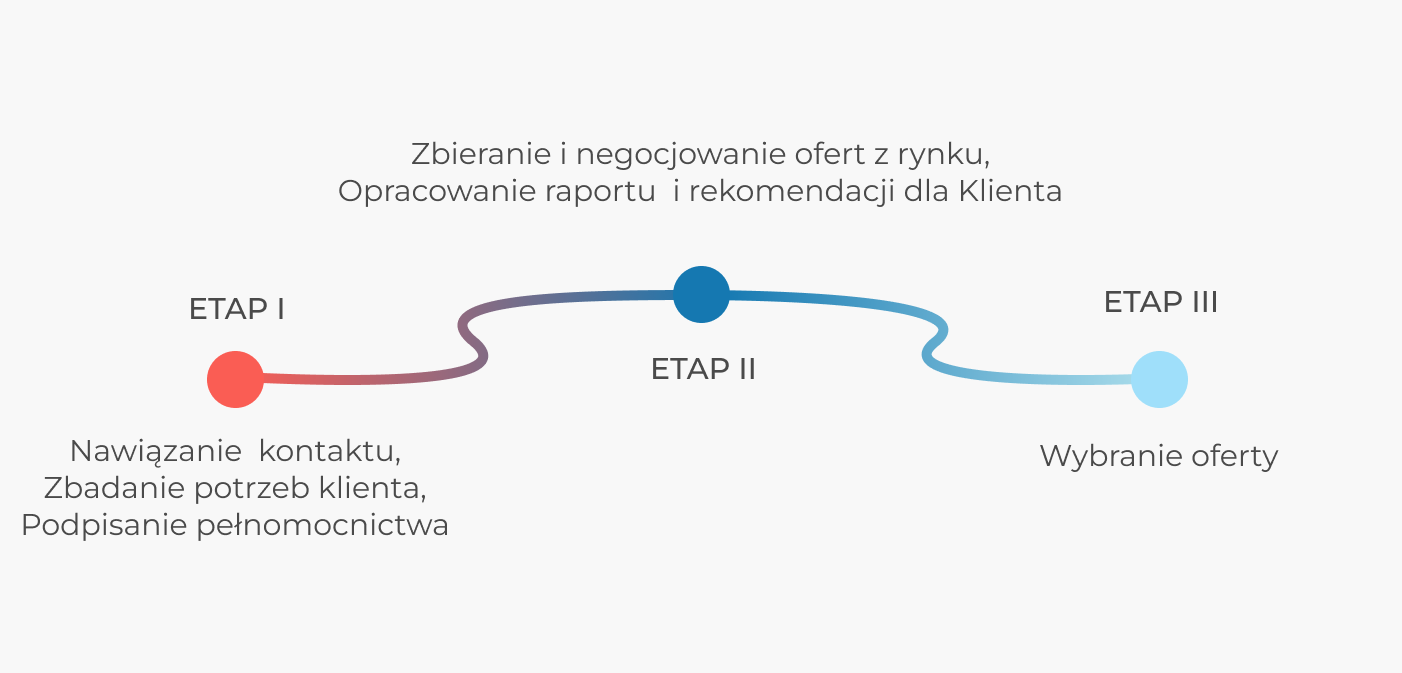 Zbieranie i negocjowanie ofert z rynku,
Opracowanie raportu i rekomendacji dla Klienta
ETAP I
ETAP II
ETAP III
Nawiązanie kontaktu,
Zbadanie potrzeb klienta,
Podpisanie pełnomocnictwa
Wybranie oferty